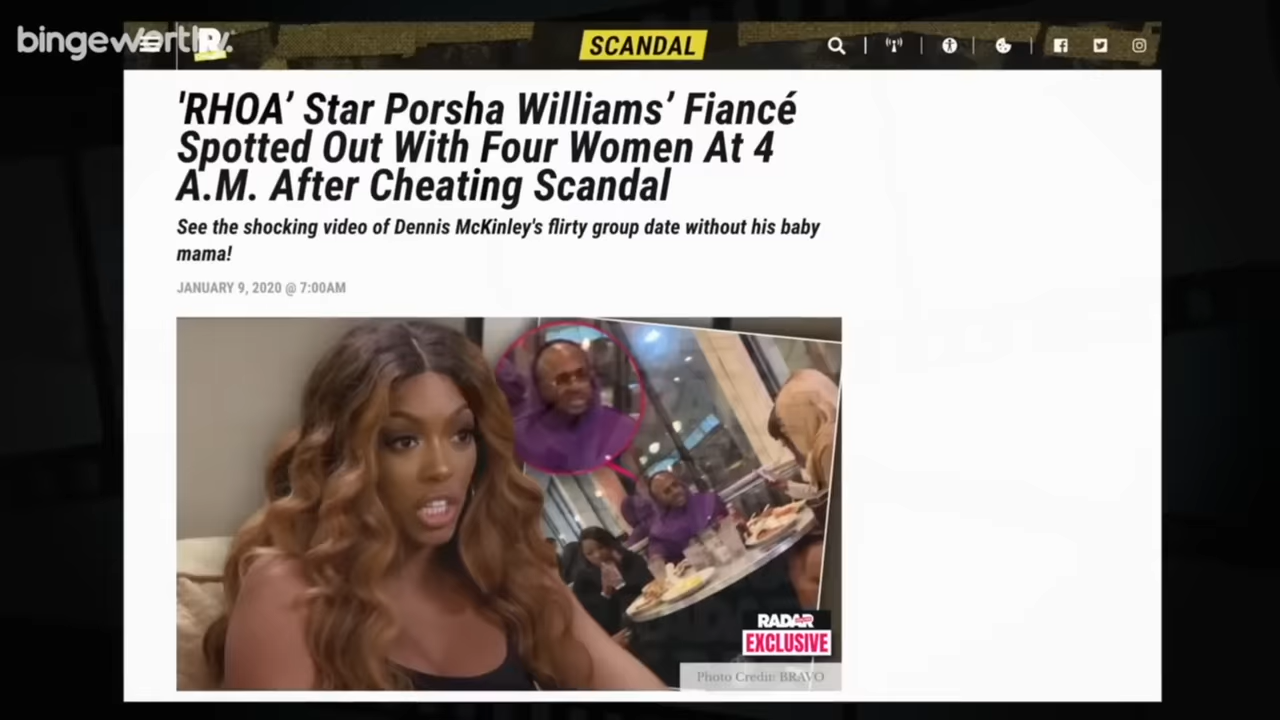 bingeworthy.
R
SCANDAL
'RHOA’ Star Porsha Williams’ Fiancé
Spotted Out With Four Women At 4
A.M. After Cheating Scandal
See the shocking video of Dennis McKinley's flirty group date without his baby
mama!
JANUARY 9, 2020 @ 7:00AM
RADAR
EXCLUSIVE
Photo Credit: BRAVO